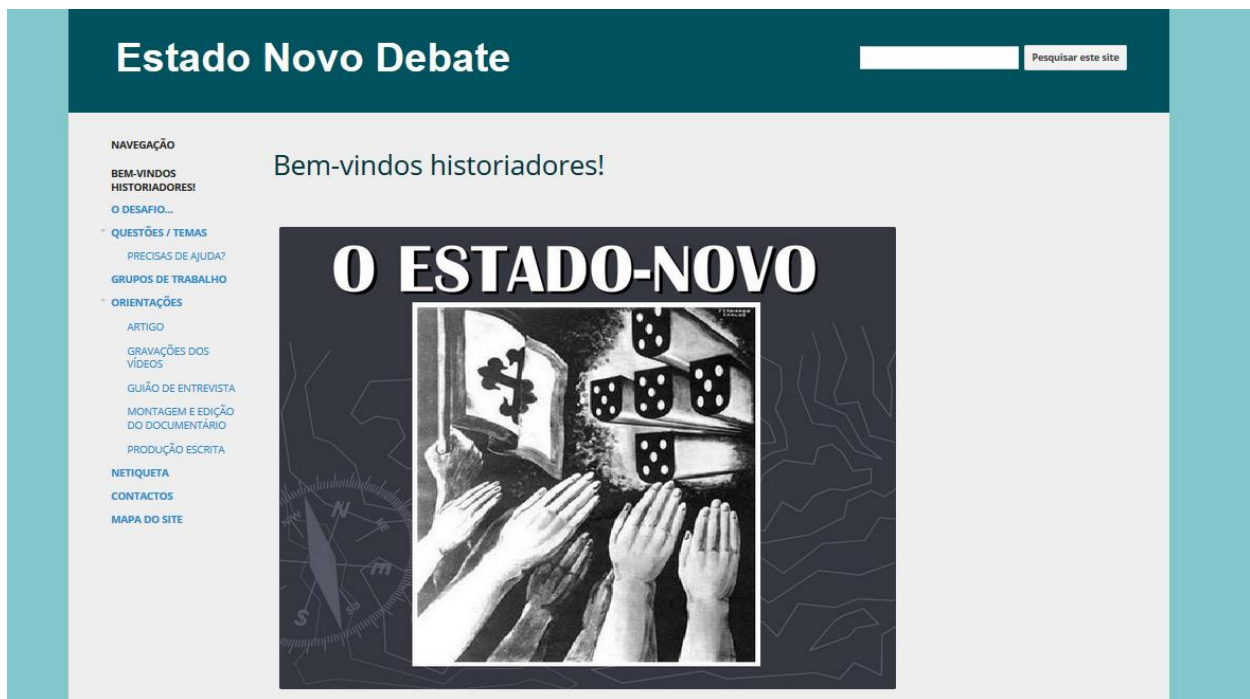 Estado Novo Debate
Pesquisar este site
NAVEGAÇÃO
BEM-VINDOS
HISTORIADORES!
O DESAFIO...
QUESTÕES / TEMAS
PRECISAS DE AJUDA?
GRUPOS DE TRABALHO
ORIENTAÇÕES
ARTIGO
GRAVAÇÕES DOS
VÍDEOS
GUIÃO DE ENTREVISTA
MONTAGEM E EDIÇÃO
DO DOCUMENTÁRIO
PRODUÇÃO ESCRITA
NETIQUETA
CONTACTOS
MAPA DO SITE
Bem-vindos historiadores!
O ESTADO-NOVO
FERNANDO
CARLOS
N
S